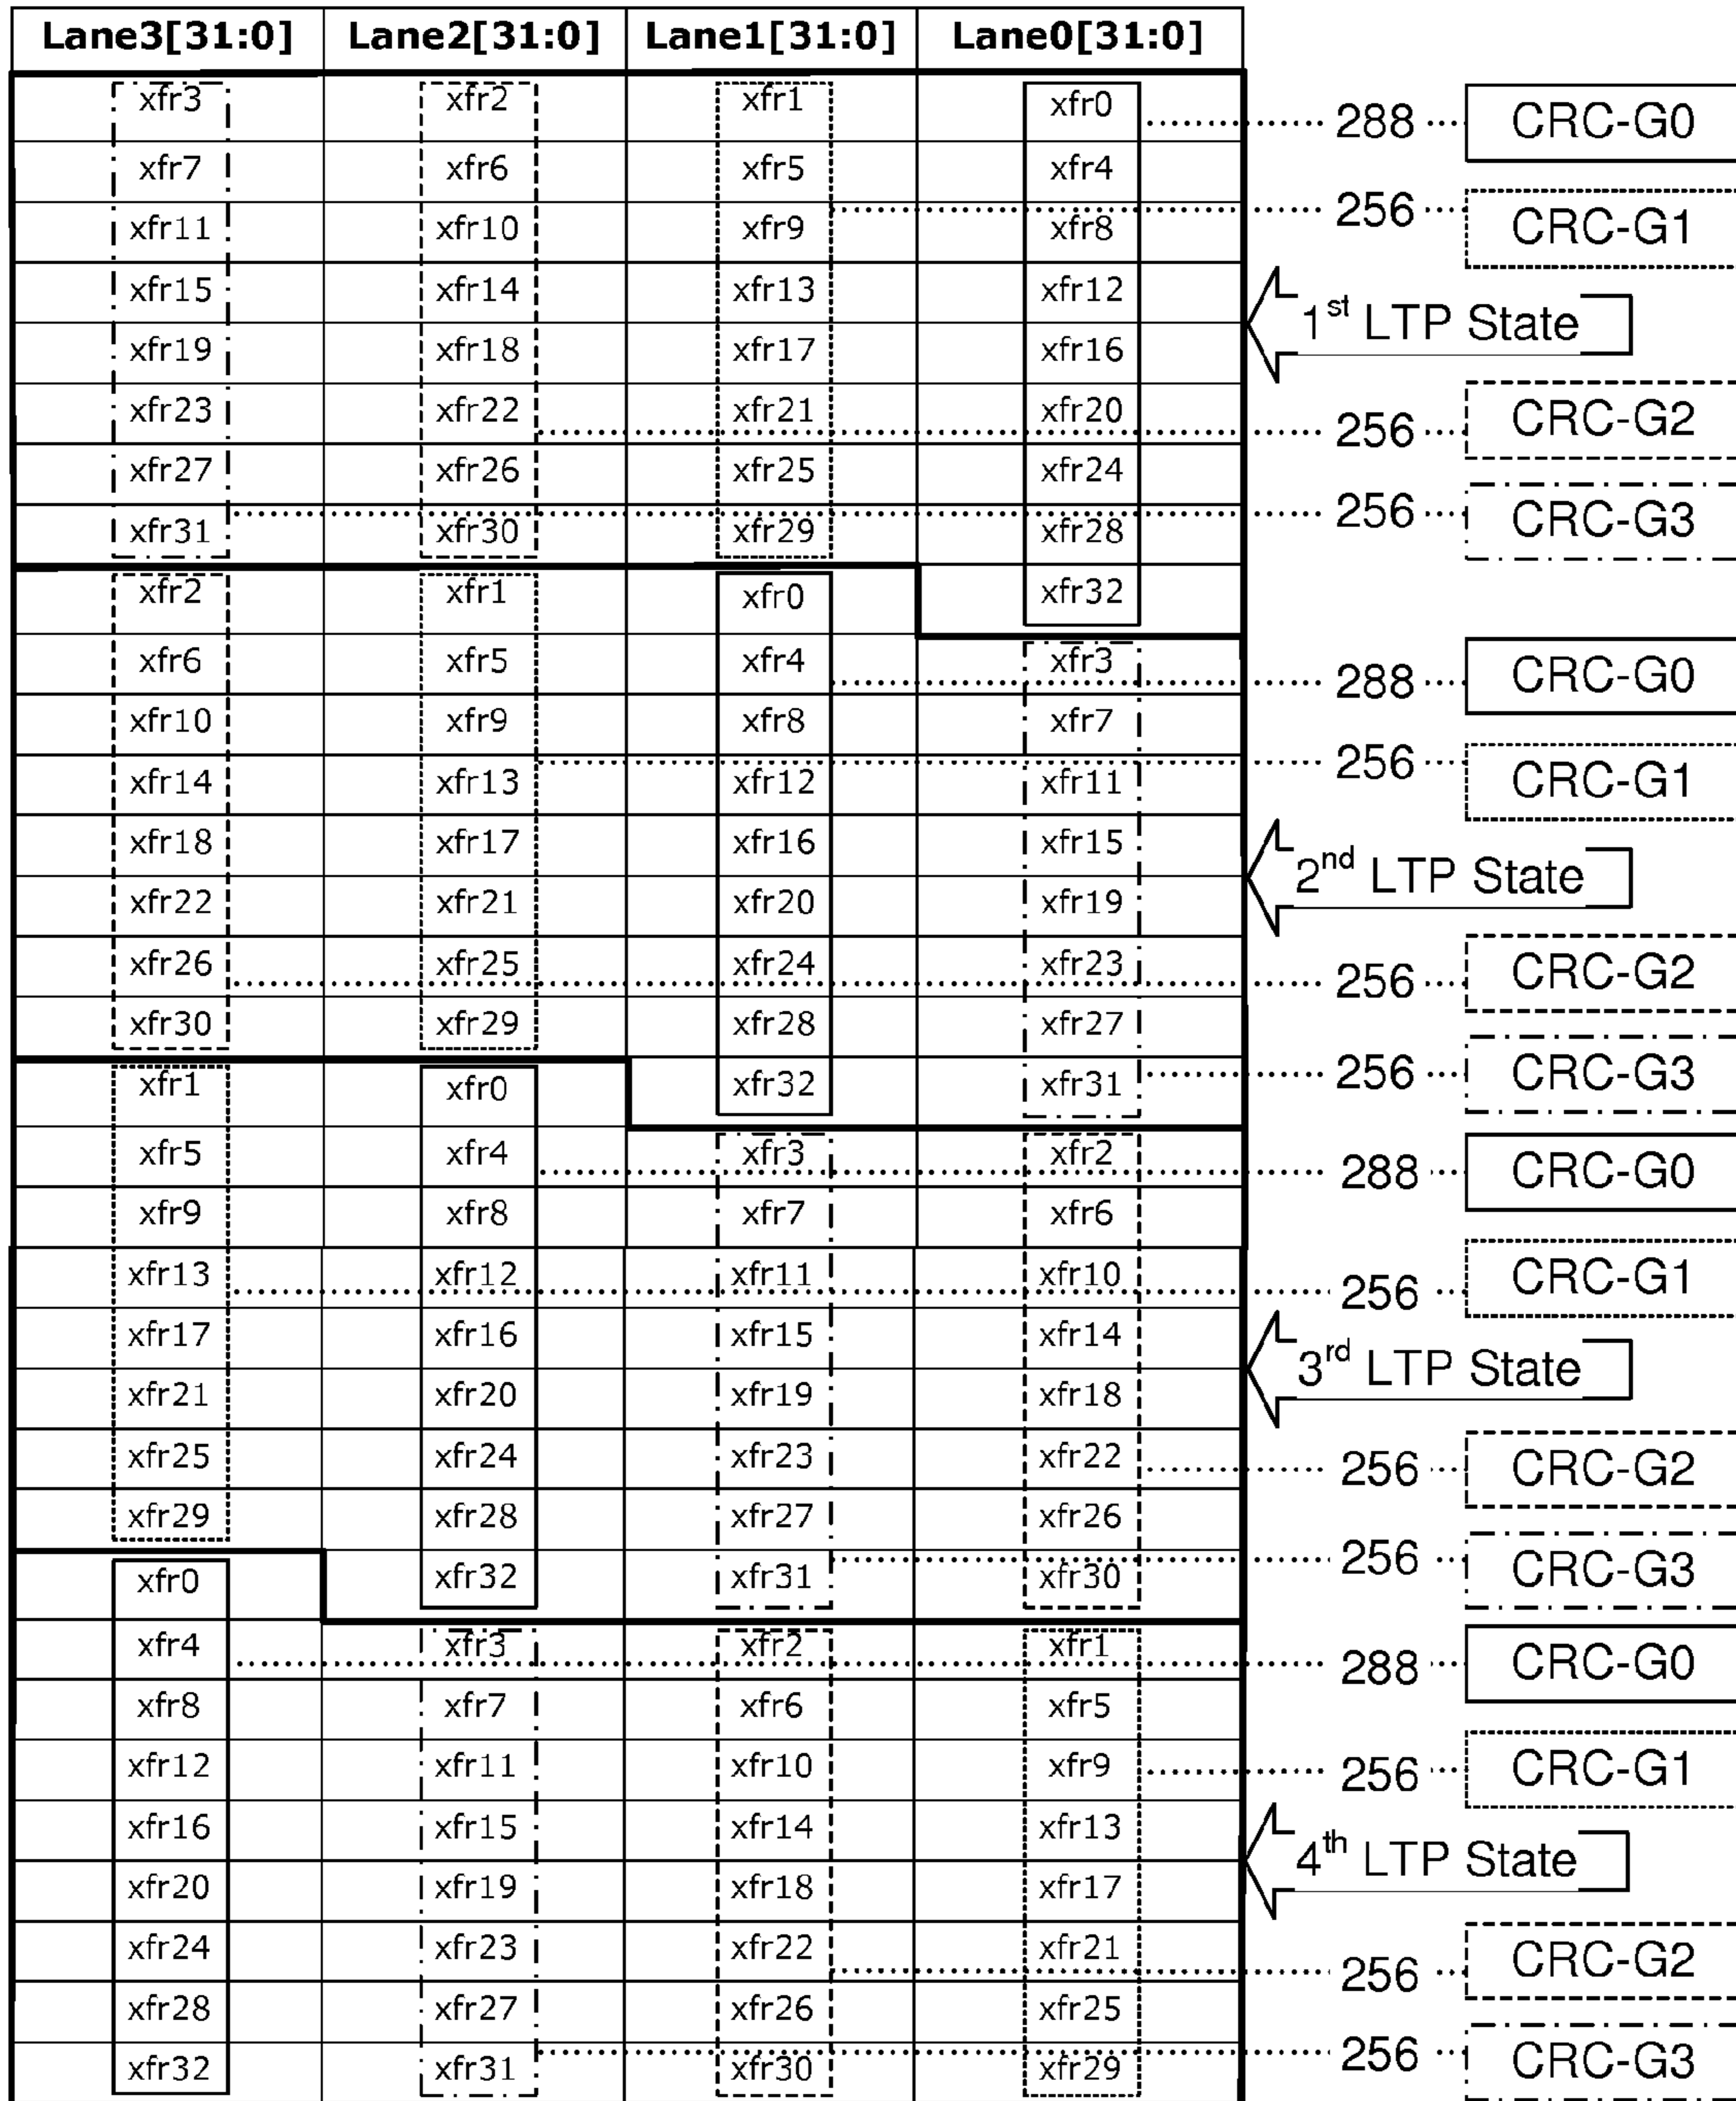 Lane3[31:0] Lane2[31:0] Lane1[31:0] Lane0[31:0]
xfr3 xfr2 xfr1 xfr0 288 CRC-G0
xfr7 xfr6 xfr5 xfr4
xfr11 xfr10 xfr9 xfr8 256 CRC-G1
xfr15 xfr14 xfr13 xfr12
1st LTP State
xfr19 xfr18 xfr17 xfr16
xfr23 xfr22 xfr21 xfr20 256 CRC-G2
xfr27 xfr26 xfr25 xfr24
xfr31 xfr30 xfr29 xfr28 256 CRC-G3
xfr2 xfr1 xfr0 xfr32
xfr6 xfr5 xfr4 xfr3 288 CRC-G0
xfr10 xfr9 xfr8 xfr7
xfr14 xfr13 xfr12 xfr11 256 CRC-G1
xfr18 xfr17 xfr16 xfr15
2nd LTP State
xfr22 xfr21 xfr20 xfr19
xfr26 xfr25 xfr24 xfr23 256 CRC-G2
xfr30 xfr29 xfr28 xfr27
xfr1 xfr0 xfr32 xfr31 256 CRC-G3
xfr5 xfr4 xfr3 xfr2 288 CRC-G0
xfr9 xfr8 xfr7 xfr6
xfr13 xfr12 xfr11 xfr10 256 CRC-G1
xfr17 xfr16 xfr15 xfr14
3rd LTP State
xfr21 xfr20 xfr19 xfr18
xfr25 xfr24 xfr23 xfr22 256 CRC-G2
xfr29 xfr28 xfr27 xfr26
xfr0 xfr32 xfr31 xfr30 256 CRC-G3
xfr4 xfr3 xfr2 xfr1 288 CRC-G0
xfr8 xfr7 xfr6 xfr5
xfr12 xfr11 xfr10 xfr9 256 CRC-G1
xfr16 xfr15 xfr14 xfr13
4th LTP State
xfr20 xfr19 xfr18 xfr17
xfr24 xfr23 xfr22 xfr21 256 CRC-G2
xfr28 xfr27 xfr26 xfr25
xfr32 xfr31 xfr30 xfr29 256 CRC-G3